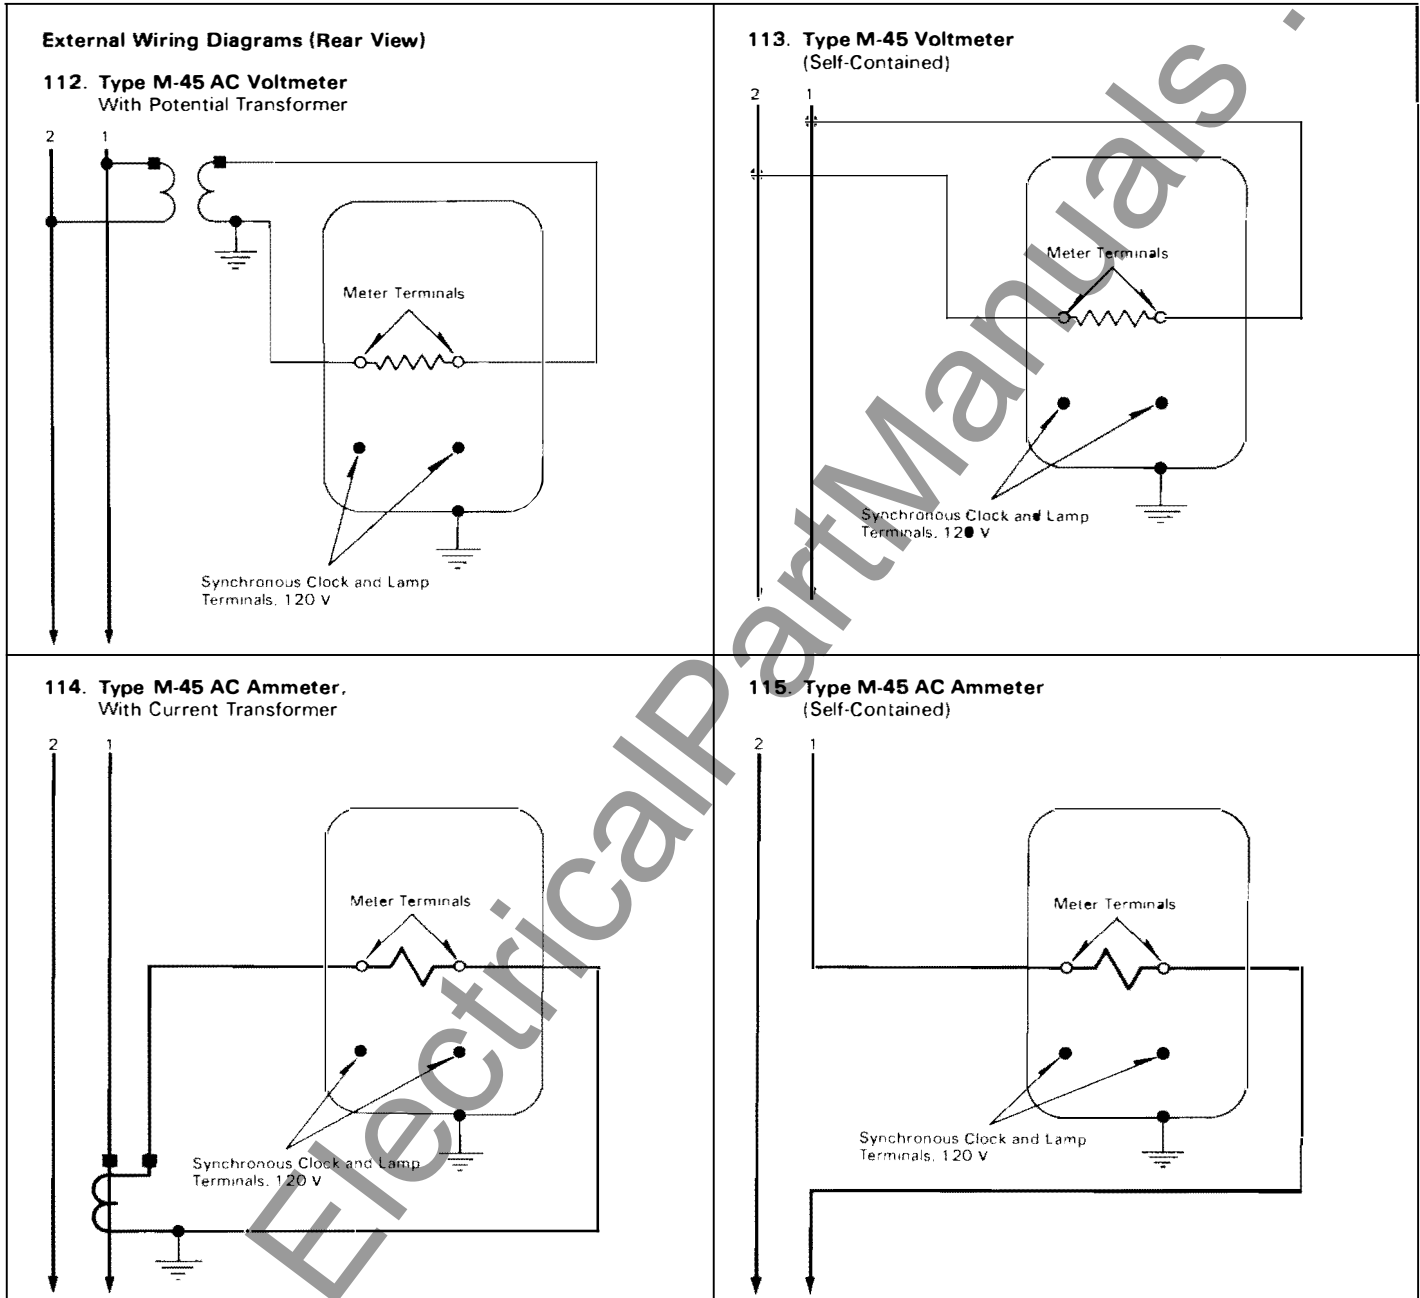 External Wiring Diagrams (Rear View)
112. Type M-45 AC Voltmeter
With Potential Transformer
2 1
Meter Terminals
Synchronous Clock and Lamp
Terminals, 120 V
113. Type M-45 Voltmeter
(Self-Contained)
2 1
Meter Terminals
Synchronous Clock and Lamp
Terminals, 120 V
114. Type M-45 AC Ammeter,
With Current Transformer
2 1
Meter Terminals
Synchronous Clock and Lamp
Terminals, 120 V
115. Type M-45 AC Ammeter
(Self-Contained)
2 1
Meter Terminals
Synchronous Clock and Lamp
Terminals, 120 V
ElectricalPartManuals .